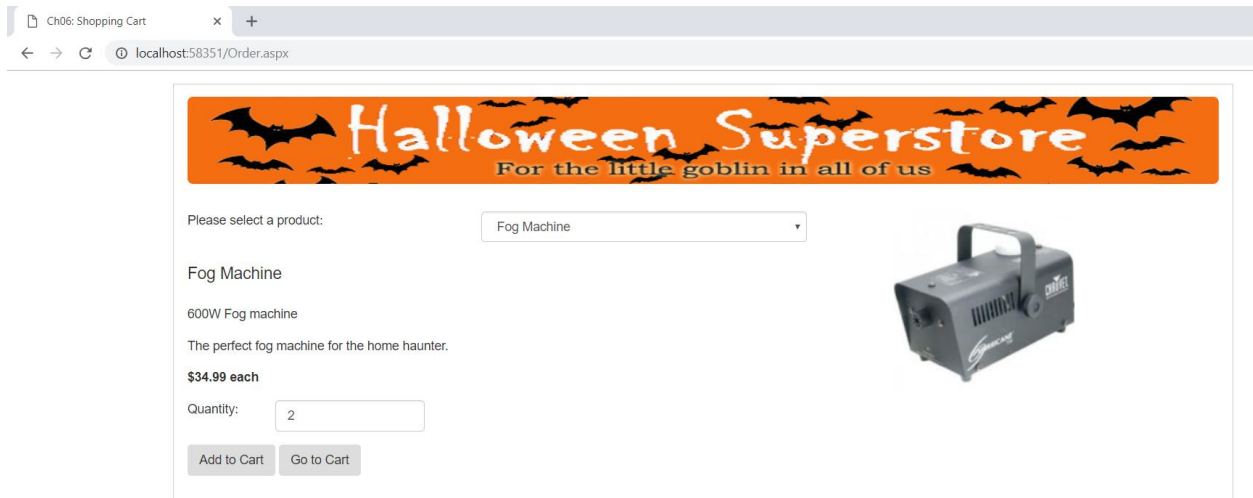 Ch06: Shopping Cart
localhost:58351/Order.aspx
Halloween Superstore
For the little goblin in all of us
Please select a product:
Fog Machine
Fog Machine
600W Fog machine
The perfect fog machine for the home haunter.
$34.99 each
Quantity:
2
Add to Cart Go to Cart
CHAUVET
HURRICANE